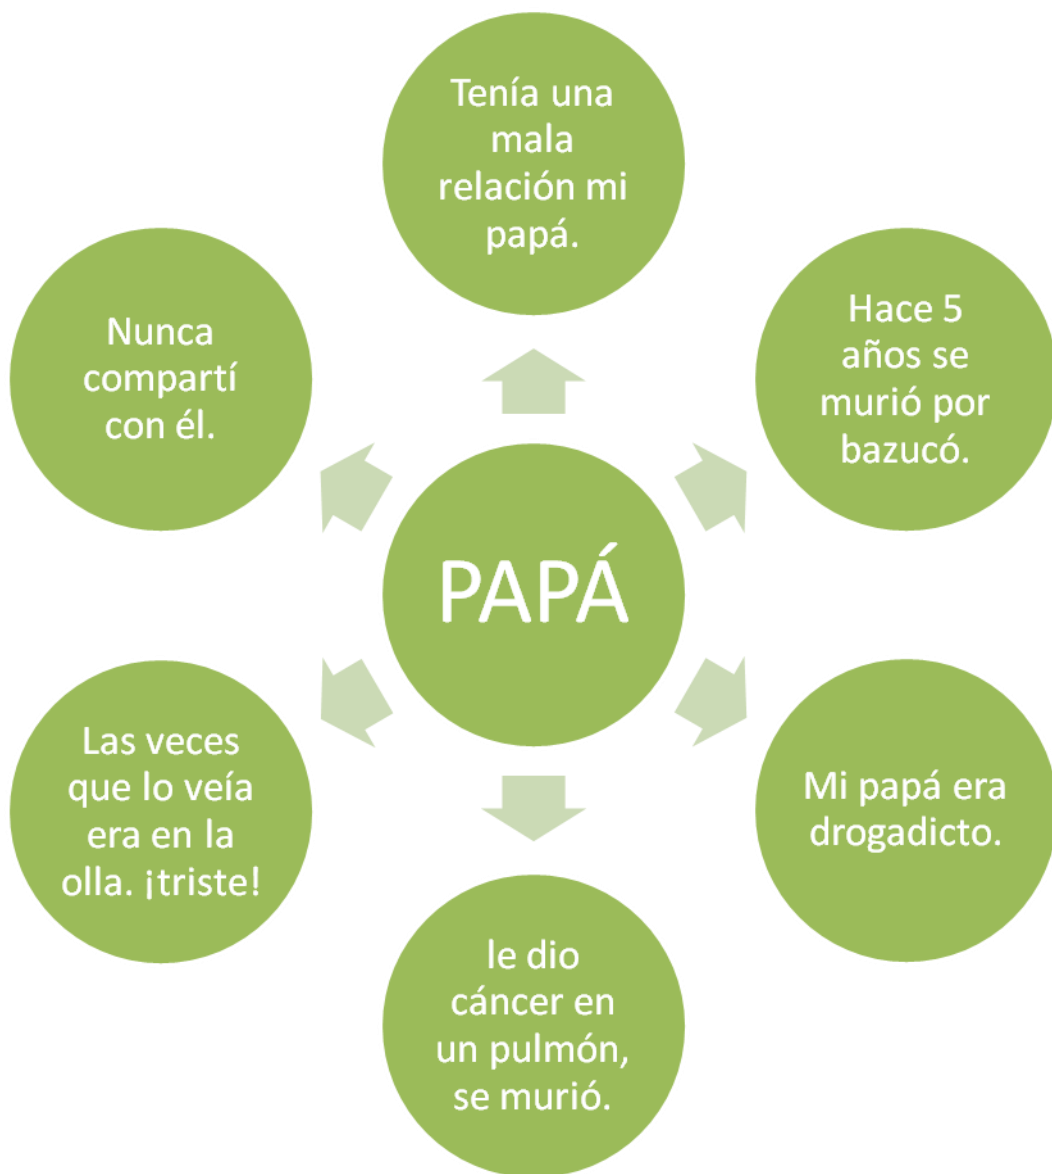 Tenía una
mala
relación mi
papá.
Hace 5
años se
murió por
bazucó.
Mi papá era
drogadicto.
le dio
cáncer en
un pulmón,
se murió.
Las veces
que lo veía
era en la
olla. ¡triste!
Nunca
compartí
con él.
PAPÁ